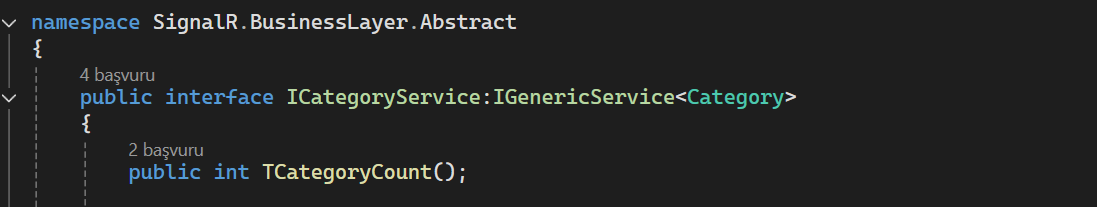 namespace SignalR.BusinessLayer.Abstract
{
4 başvuru
public interface ICategoryService:IGenericService<Category>
{
2 başvuru
public int TCategoryCount();